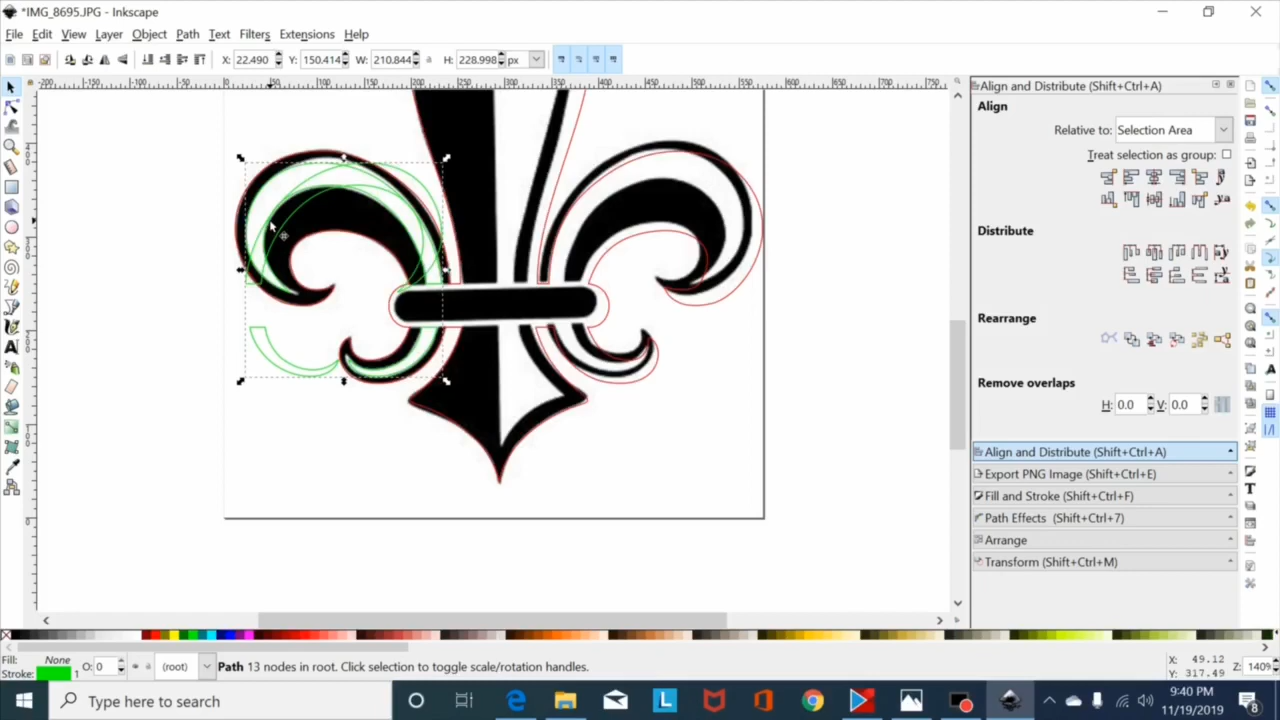 *IMG_8695.JPG - Inkscape
File Edit View Layer Object Path Text Filters Extensions Help
X: 22.490 Y: 150.414 W: 210.844 H: 228.998 px
Align and Distribute (Shift+Ctrl+A)
Align
Relative to: Selection Area
Treat selection as group:
Distribute
Rearrange
Remove overlaps
H: 0.0 V: 0.0
Align and Distribute (Shift+Ctrl+A)
Export PNG Image (Shift+Ctrl+E)
Fill and Stroke (Shift+Ctrl+F)
Path Effects (Shift+Ctrl+7)
Arrange
Transform (Shift+Ctrl+M)
Fill: None
Stroke: 1 O: 0 (root) Path 13 nodes in root. Click selection to toggle scale/rotation handles.
X: 49.12
Y: 317.49
Z: 140%
Type here to search
9:40 PM
11/19/2019
8